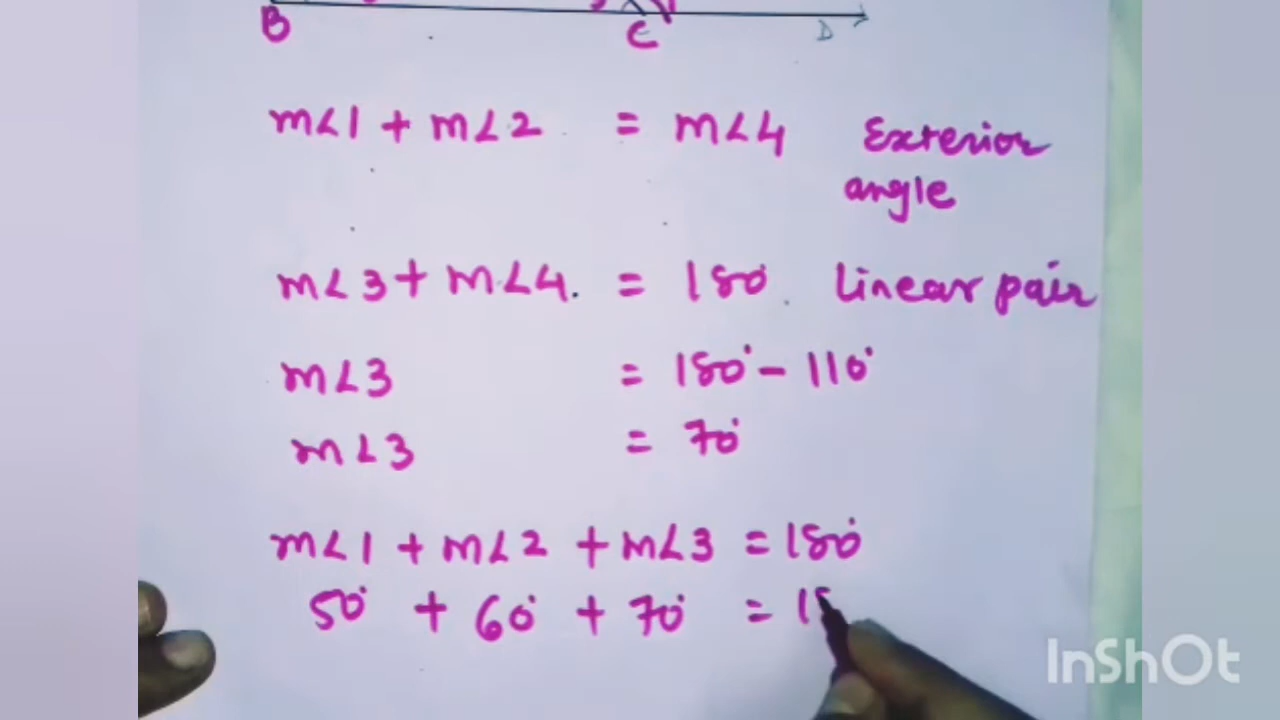 B C D
m∠1 + m∠2 = m∠4 Exterior
angle
m∠3 + m∠4. = 180° Linear pair
m∠3 = 180° - 110°
m∠3 = 70°
m∠1 + m∠2 + m∠3 = 180°
50° + 60° + 70° = 18
InShOt